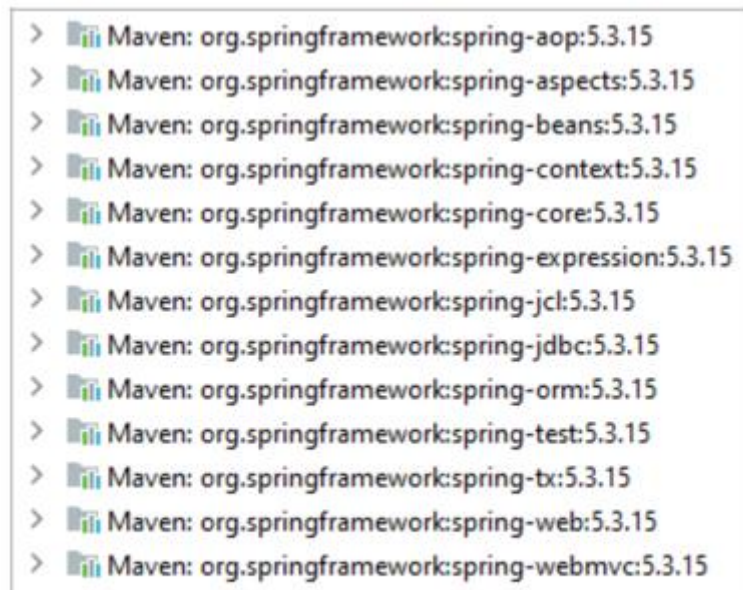 Maven: org.springframework:spring-aop:5.3.15
Maven: org.springframework:spring-aspects:5.3.15
Maven: org.springframework:spring-beans:5.3.15
Maven: org.springframework:spring-context:5.3.15
Maven: org.springframework:spring-core:5.3.15
Maven: org.springframework:spring-expression:5.3.15
Maven: org.springframework:spring-jcl:5.3.15
Maven: org.springframework:spring-jdbc:5.3.15
Maven: org.springframework:spring-orm:5.3.15
Maven: org.springframework:spring-test:5.3.15
Maven: org.springframework:spring-tx:5.3.15
Maven: org.springframework:spring-web:5.3.15
Maven: org.springframework:spring-webmvc:5.3.15